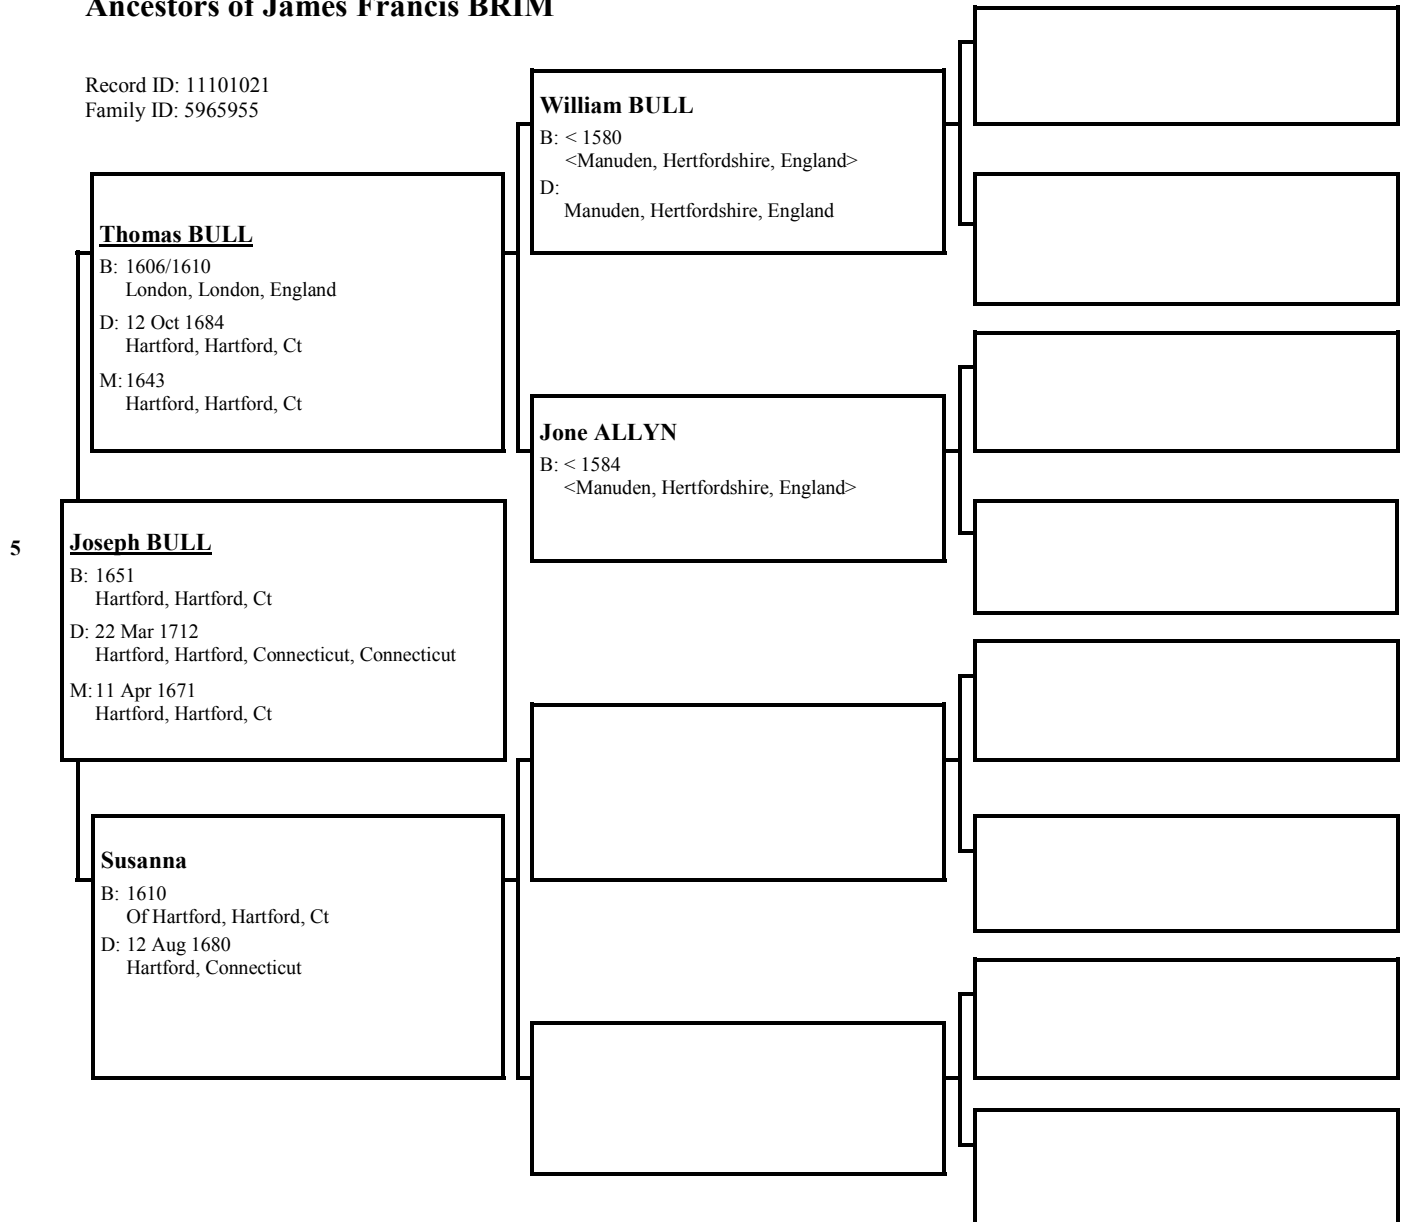 Ancestors of James Francis BRIM
Record ID: 11101021
Family ID: 5965955
William BULL
B: < 1580
<Manuden, Hertfordshire, England>
D:
Manuden, Hertfordshire, England
Thomas BULL
B: 1606/1610
London, London, England
D: 12 Oct 1684
Hartford, Hartford, Ct
M: 1643
Hartford, Hartford, Ct
Jone ALLYN
B: < 1584
<Manuden, Hertfordshire, England>
5
Joseph BULL
B: 1651
Hartford, Hartford, Ct
D: 22 Mar 1712
Hartford, Hartford, Connecticut, Connecticut
M: 11 Apr 1671
Hartford, Hartford, Ct
Susanna
B: 1610
Of Hartford, Hartford, Ct
D: 12 Aug 1680
Hartford, Connecticut